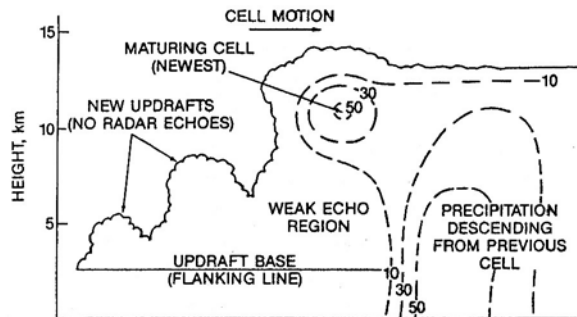 CELL MOTION
15
MATURING CELL
(NEWEST)
10
30
50
NEW UPDRAFTS
(NO RADAR ECHOES)
10
HEIGHT, km
WEAK ECHO
REGION
PRECIPITATION
DESCENDING
FROM PREVIOUS
CELL
5
UPDRAFT BASE
(FLANKING LINE)
10
30
50